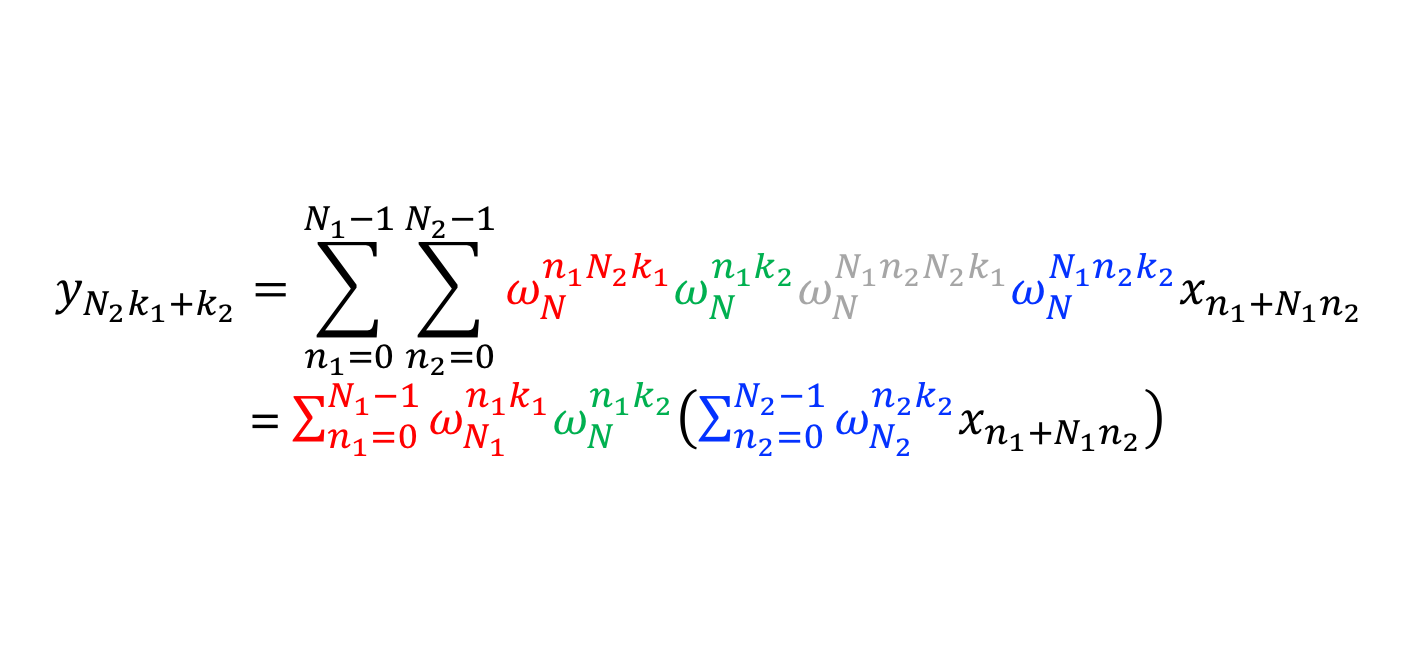 $y_{N_2k_1+k_2} = \sum_{n_1=0}^{N_1-1} \sum_{n_2=0}^{N_2-1} \omega_N^{n_1N_2k_1} \omega_N^{n_1k_2} \omega_N^{N_1n_2N_2k_1} \omega_N^{N_1n_2k_2} x_{n_1+N_1n_2}$
$= \sum_{n_1=0}^{N_1-1} \omega_{N_1}^{n_1k_1} \omega_N^{n_1k_2} \left( \sum_{n_2=0}^{N_2-1} \omega_{N_2}^{n_2k_2} x_{n_1+N_1n_2} \right)$